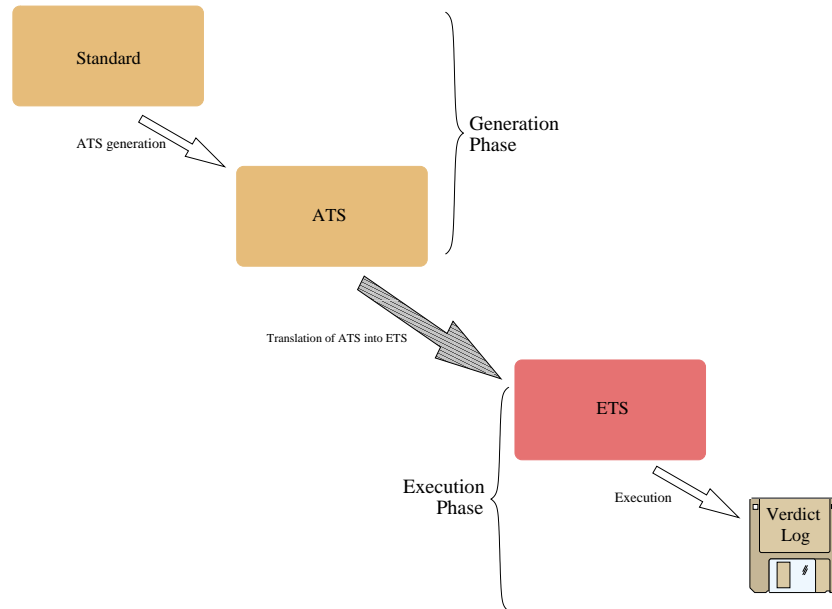 Standard
ATS generation
Generation
Phase
ATS
Translation of ATS into ETS
ETS
Execution
Phase
Execution
Verdict
Log